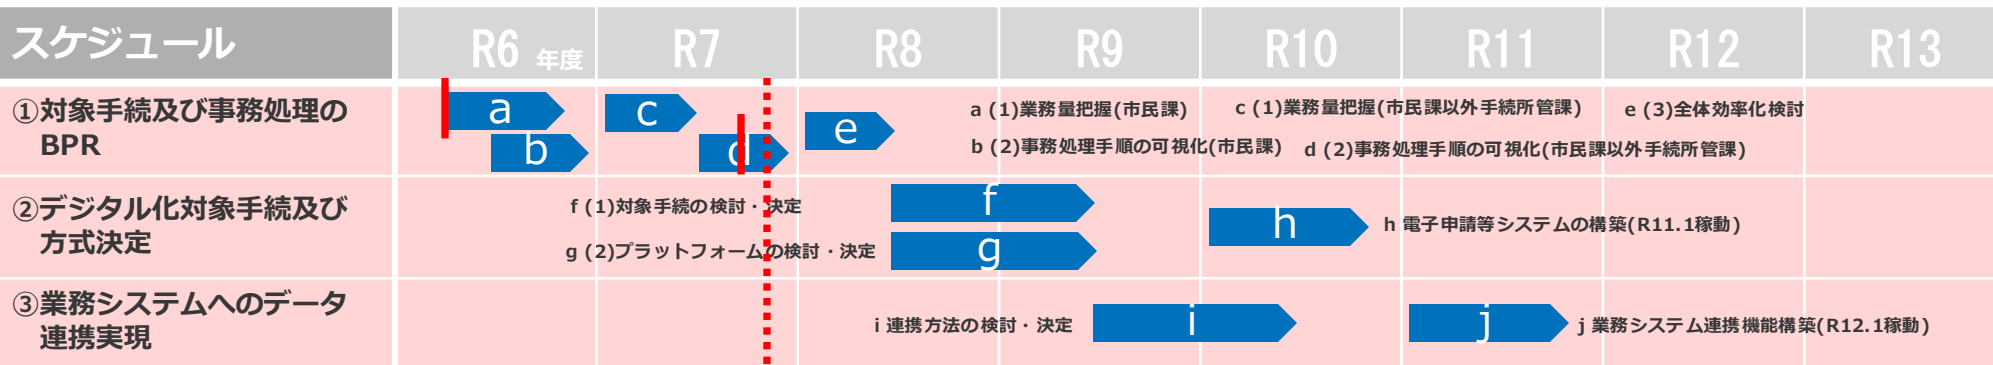 スケジュール R6 年度 R7 R8 R9 R10 R11 R12 R13
①対象手続及び事務処理の
BPR
a
b
c
d
e
a (1)業務量把握(市民課) c (1)業務量把握(市民課以外手続所管課) e (3)全体効率化検討
b (2)事務処理手順の可視化(市民課) d (2)事務処理手順の可視化(市民課以外手続所管課)
②デジタル化対象手続及び
方式決定
f (1)対象手続の検討・決定
f
g (2)プラットフォームの検討・決定
g
h
h 電子申請等システムの構築(R11.1稼動)
③業務システムへのデータ
連携実現
i 連携方法の検討・決定
i
j
j 業務システム連携機能構築(R12.1稼動)